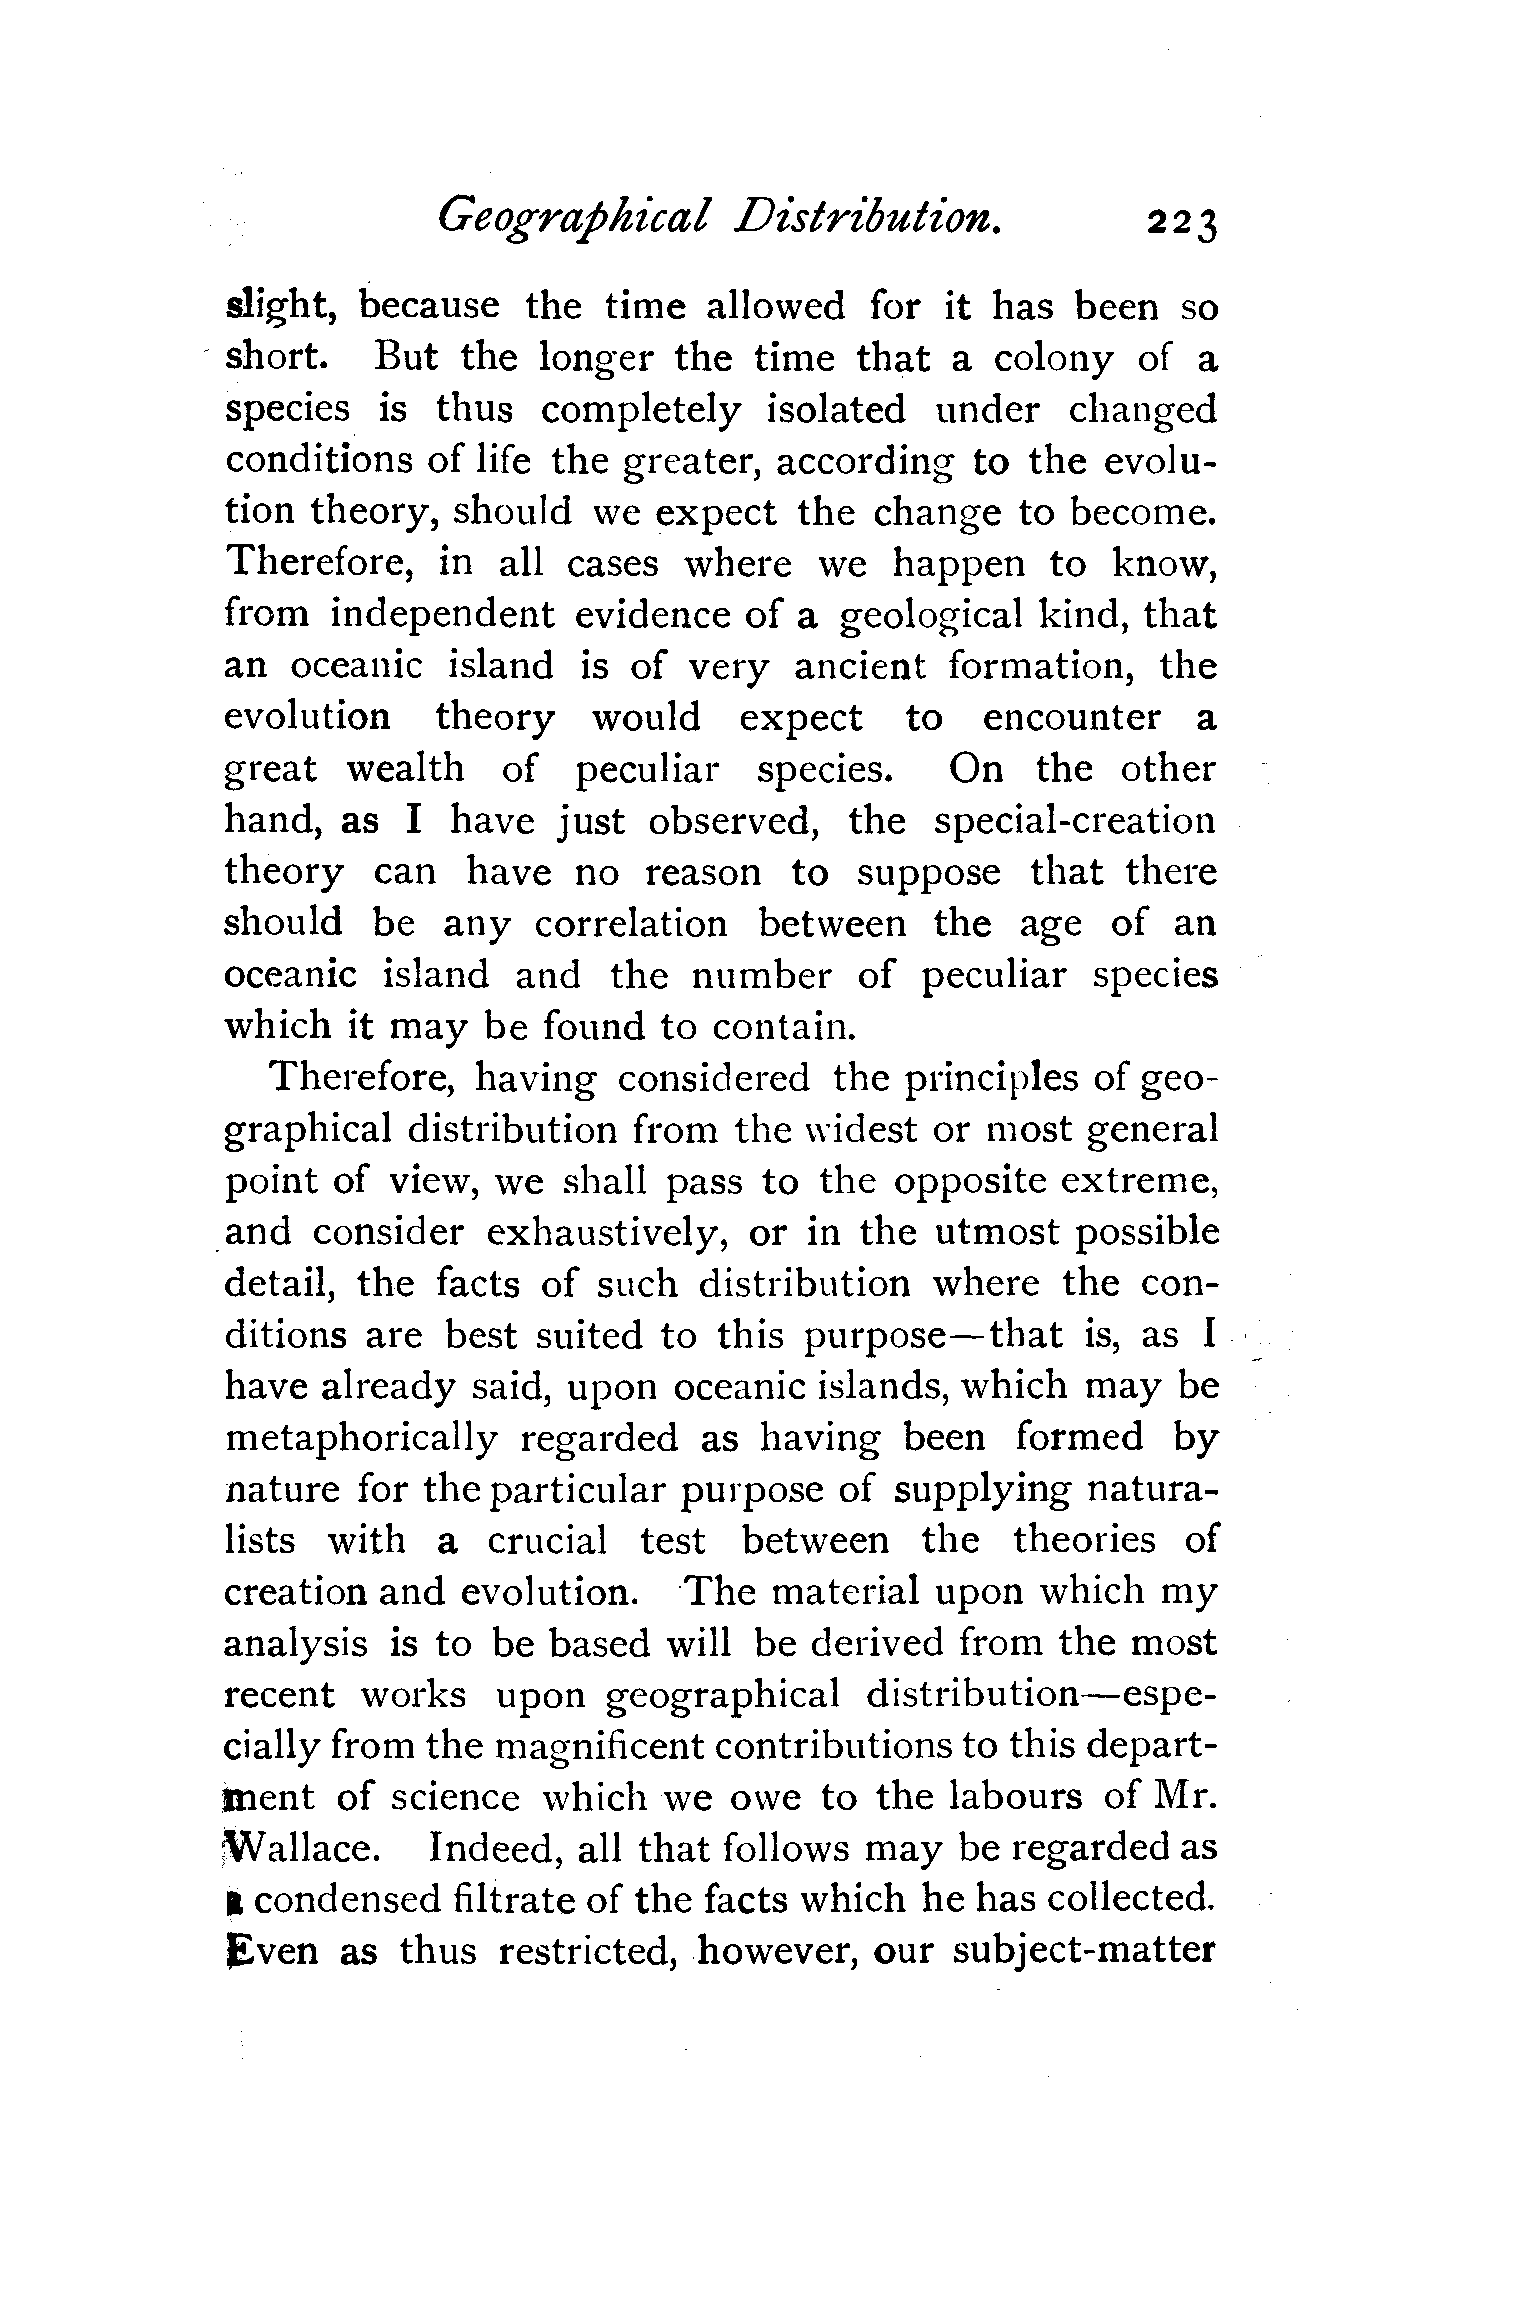 Geographical Distribution. 223
slight, because the time allowed for it has been so
short. But the longer the time that a colony of a
species is thus completely isolated under changed
conditions of life the greater, according to the evolu-
tion theory, should we expect the change to become.
Therefore, in all cases where we happen to know,
from independent evidence of a geological kind, that
an oceanic island is of very ancient formation, the
evolution theory would expect to encounter a
great wealth of peculiar species. On the other
hand, as I have just observed, the special-creation
theory can have no reason to suppose that there
should be any correlation between the age of an
oceanic island and the number of peculiar species
which it may be found to contain.
Therefore, having considered the principles of geo-
graphical distribution from the widest or most general
point of view, we shall pass to the opposite extreme,
and consider exhaustively, or in the utmost possible
detail, the facts of such distribution where the con-
ditions are best suited to this purpose—that is, as I
have already said, upon oceanic islands, which may be
metaphorically regarded as having been formed by
nature for the particular purpose of supplying natura-
lists with a crucial test between the theories of
creation and evolution. The material upon which my
analysis is to be based will be derived from the most
recent works upon geographical distribution—espe-
cially from the magnificent contributions to this depart-
ment of science which we owe to the labours of Mr.
Wallace. Indeed, all that follows may be regarded as
a condensed filtrate of the facts which he has collected.
Even as thus restricted, however, our subject-matter